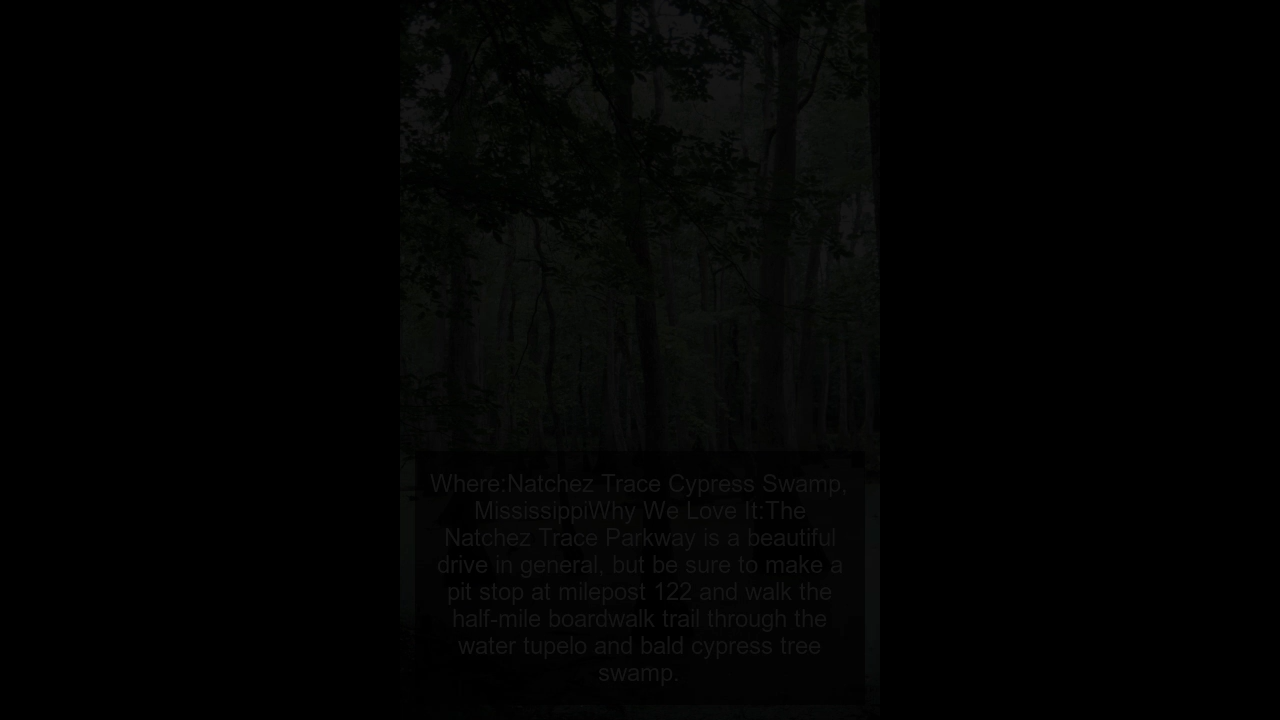 Where:Natchez Trace Cypress Swamp,
MississippiWhy We Love It:The
Natchez Trace Parkway is a beautiful
drive in general, but be sure to make a
pit stop at milepost 122 and walk the
half-mile boardwalk trail through the
water tupelo and bald cypress tree
swamp.